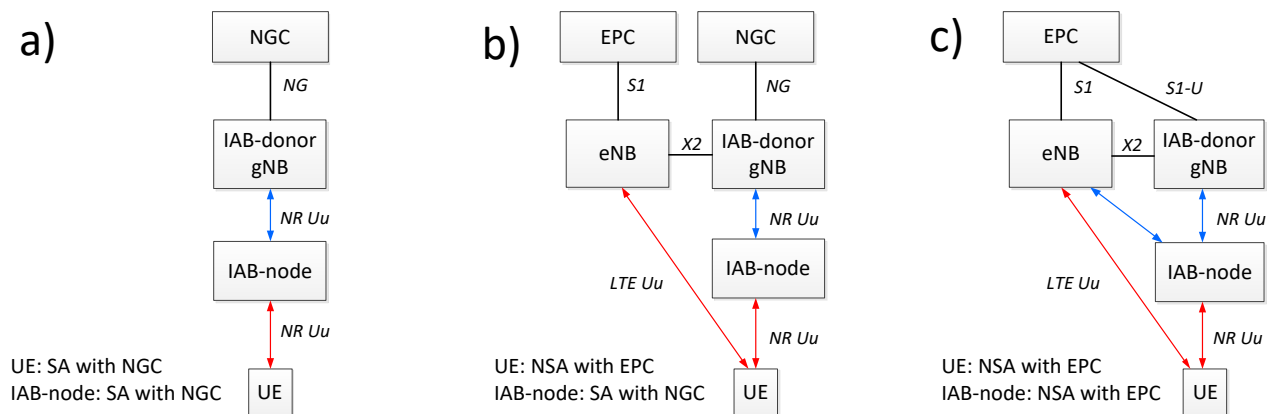 a)
NGC
NG
IAB-donor
gNB
NR Uu
IAB-node
NR Uu
UE: SA with NGC
IAB-node: SA with NGC
UE
b)
EPC
NGC
S1
NG
eNB
X2
IAB-donor
gNB
NR Uu
IAB-node
LTE Uu
NR Uu
UE: NSA with EPC
IAB-node: SA with NGC
UE
c)
EPC
S1
S1-U
eNB
X2
IAB-donor
gNB
NR Uu
IAB-node
LTE Uu
NR Uu
UE: NSA with EPC
IAB-node: NSA with EPC
UE